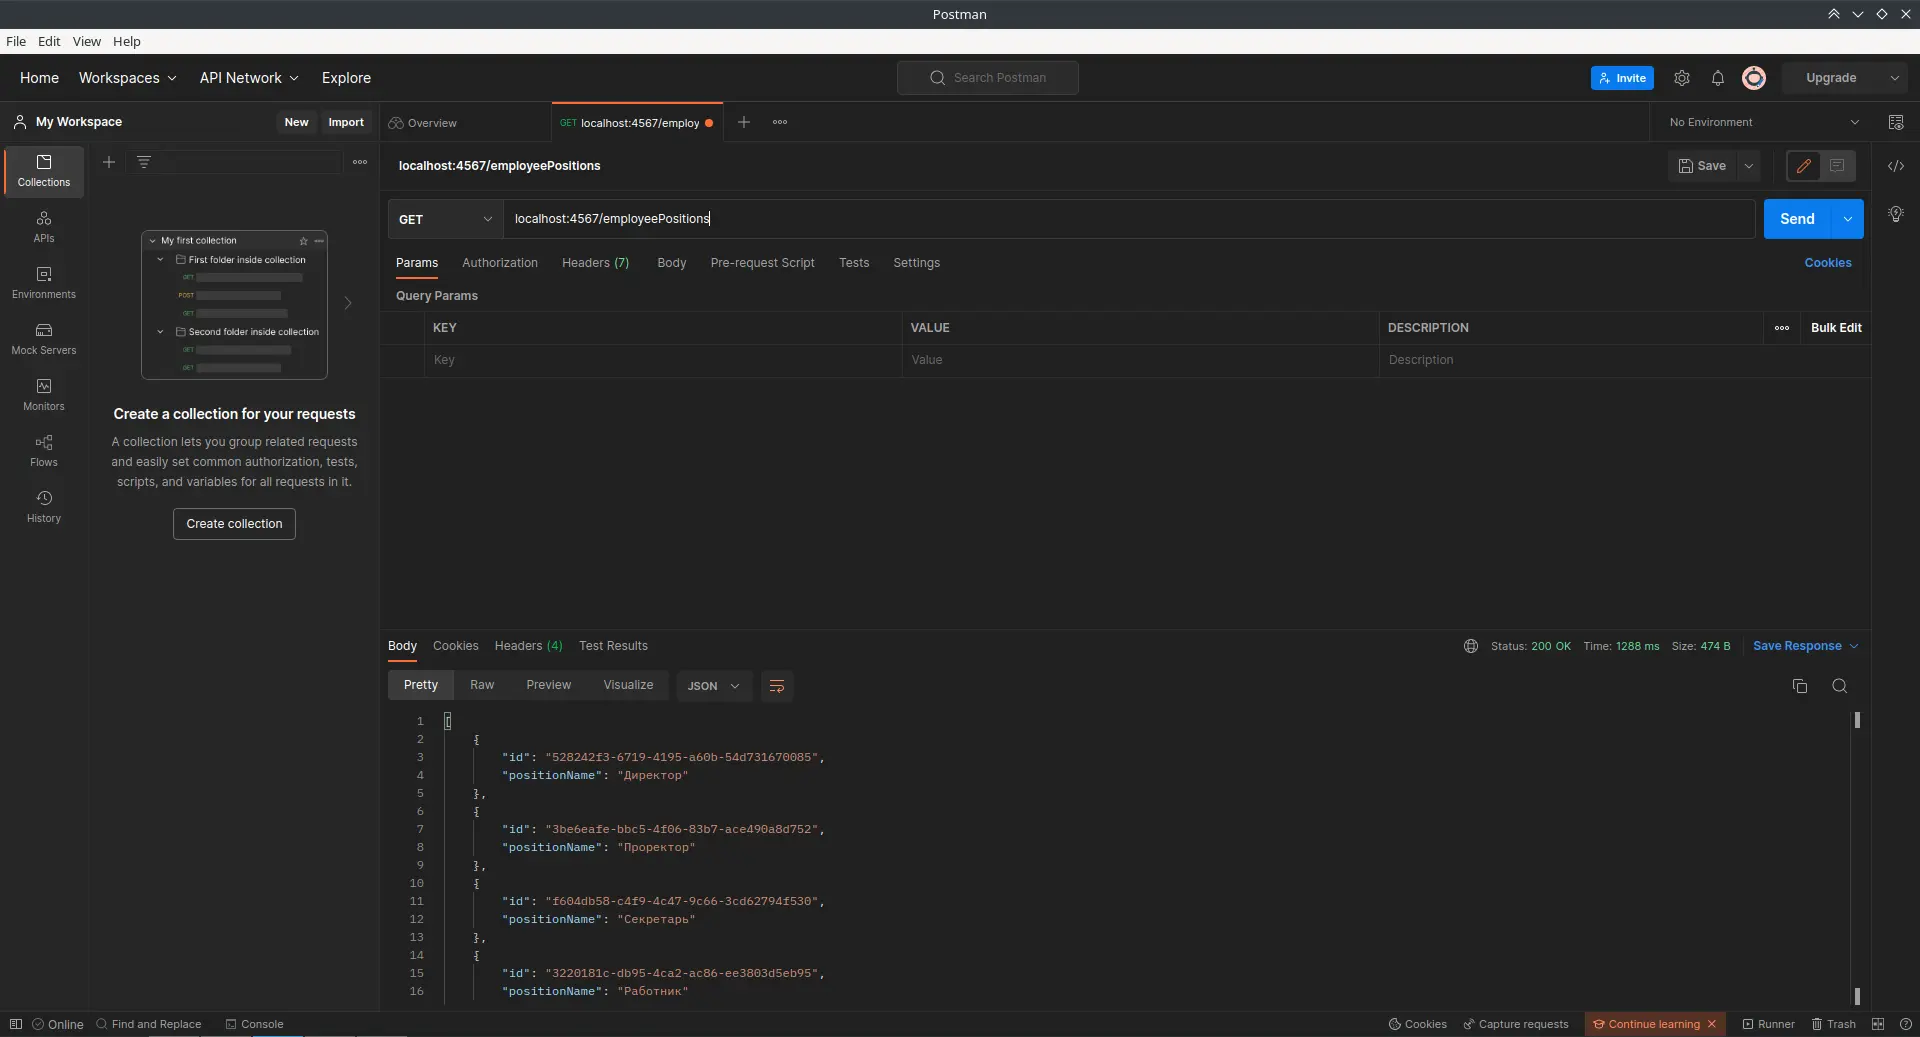 Postman
File Edit View Help
Home Workspaces API Network Explore Search Postman Invite Upgrade
My Workspace New Import Overview GET localhost:4567/employ No Environment
localhost:4567/employeePositions Save
GET localhost:4567/employeePositions Send
Params Authorization Headers (7) Body Pre-request Script Tests Settings Cookies
Query Params
KEY VALUE DESCRIPTION Bulk Edit
Key Value Description
Collections
APIs
Environments
Mock Servers
Monitors
Flows
History
My first collection
First folder inside collection
GET
POST
GET
Second folder inside collection
GET
GET
Create a collection for your requests
A collection lets you group related requests
and easily set common authorization, tests,
scripts, and variables for all requests in it.
Create collection
Body Cookies Headers (4) Test Results Status: 200 OK Time: 1288 ms Size: 474 B Save Response
Pretty Raw Preview Visualize JSON
1 [
2 {
3 "id": "528242f3-6719-4195-a60b-54d731670085",
4 "positionName": "Директор"
5 },
6 {
7 "id": "3be6eafe-bbc5-4f06-83b7-ace490a8d752",
8 "positionName": "Проректор"
9 },
10 {
11 "id": "f604db58-c4f9-4c47-9c66-3cd62794f530",
12 "positionName": "Секретарь"
13 },
14 {
15 "id": "3220181c-db95-4ca2-ac86-ee3803d5eb95",
16 "positionName": "Работник"
Online Find and Replace Console Cookies Capture requests Continue learning Runner Trash